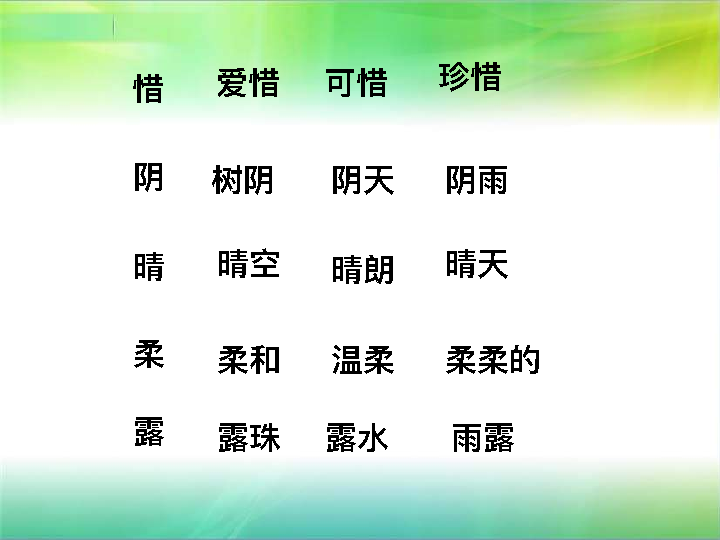 惜 爱惜 可惜 珍惜
阴 树阴 阴天 阴雨
晴 晴空 晴朗 晴天
柔 柔和 温柔 柔柔的
露 露珠 露水 雨露